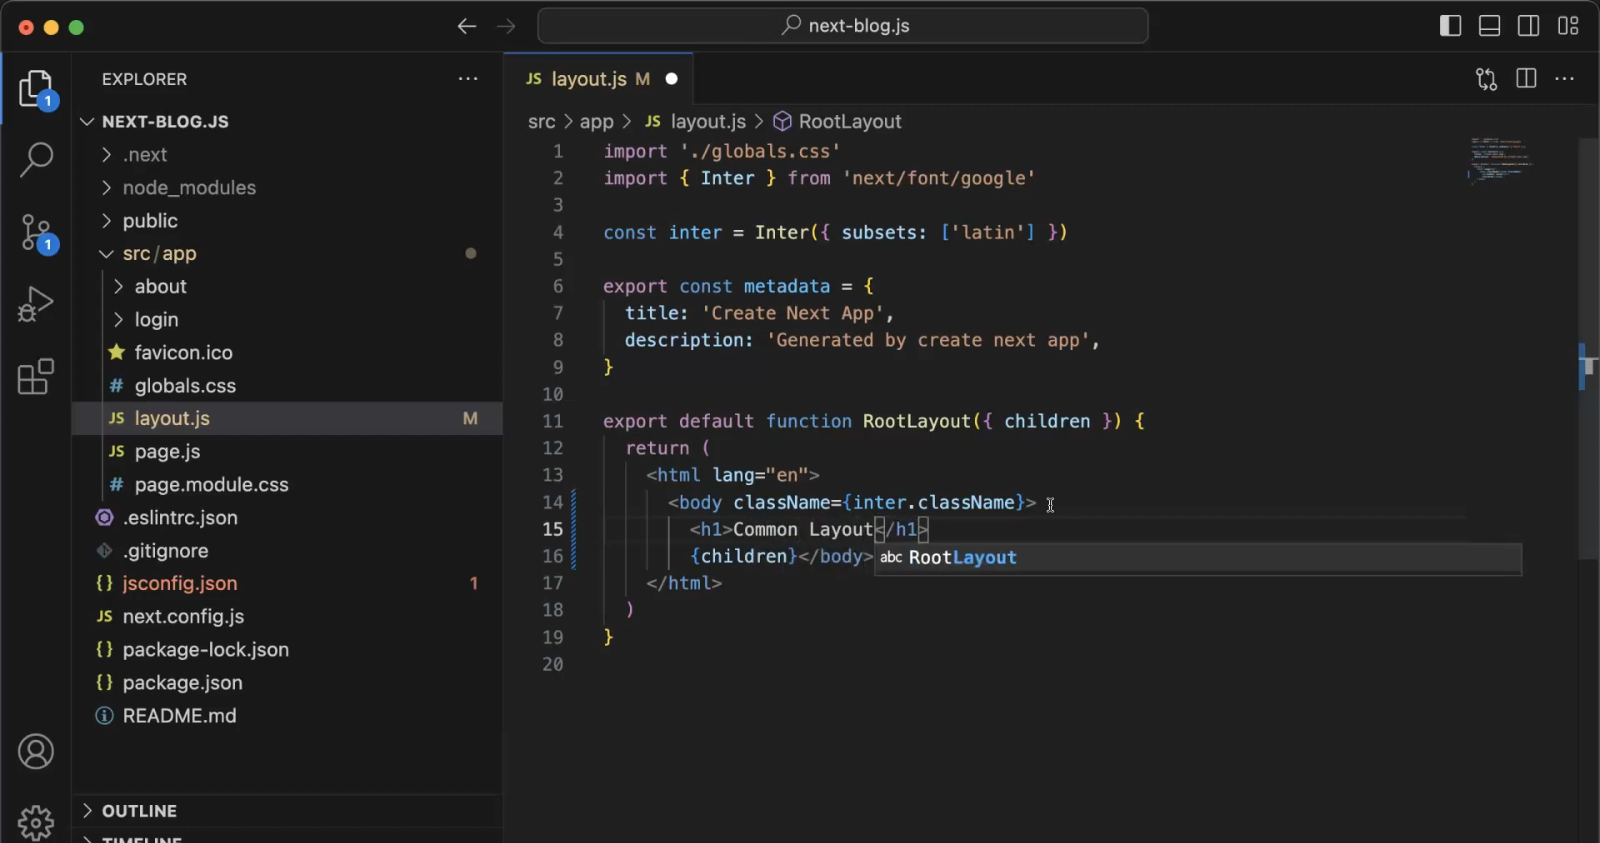 next-blog.js
1
1
EXPLORER
NEXT-BLOG.JS
.next
node_modules
public
src/app
about
login
favicon.ico
# globals.css
JS layout.js M
JS page.js
# page.module.css
.eslintrc.json
.gitignore
{} jsconfig.json 1
JS next.config.js
{} package-lock.json
{} package.json
README.md
OUTLINE
TIMELINE
JS layout.js M
src > app > JS layout.js > RootLayout
1 import './globals.css'
2 import { Inter } from 'next/font/google'
3
4 const inter = Inter({ subsets: ['latin'] })
5
6 export const metadata = {
7 title: 'Create Next App',
8 description: 'Generated by create next app',
9 }
10
11 export default function RootLayout({ children }) {
12 return (
13 <html lang="en">
14 <body className={inter.className}>
15 <h1>Common Layout</h1>
16 {children}</body>
abc RootLayout
17 </html>
18 )
19 }
20